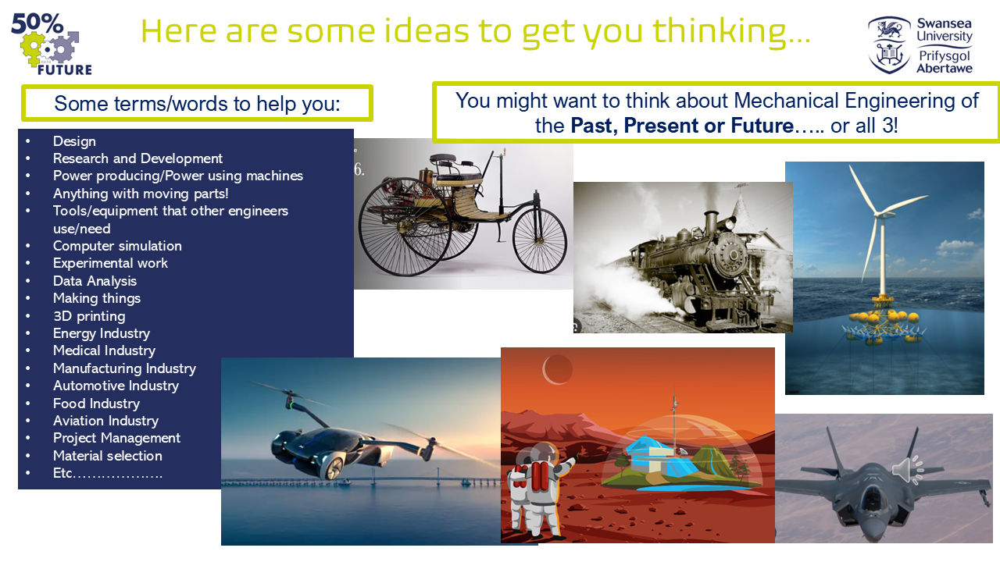 50%
FOR THE
FUTURE
Here are some ideas to get you thinking...
Swansea
University
Prifysgol
Abertawe
Some terms/words to help you:
You might want to think about Mechanical Engineering of
the Past, Present or Future….. or all 3!
• Design
• Research and Development
• Power producing/Power using machines
• Anything with moving parts!
• Tools/equipment that other engineers
use/need
• Computer simulation
• Experimental work
• Data Analysis
• Making things
• 3D printing
• Energy Industry
• Medical Industry
• Manufacturing Industry
• Automotive Industry
• Food Industry
• Aviation Industry
• Project Management
• Material selection
• Etc……………….
6.